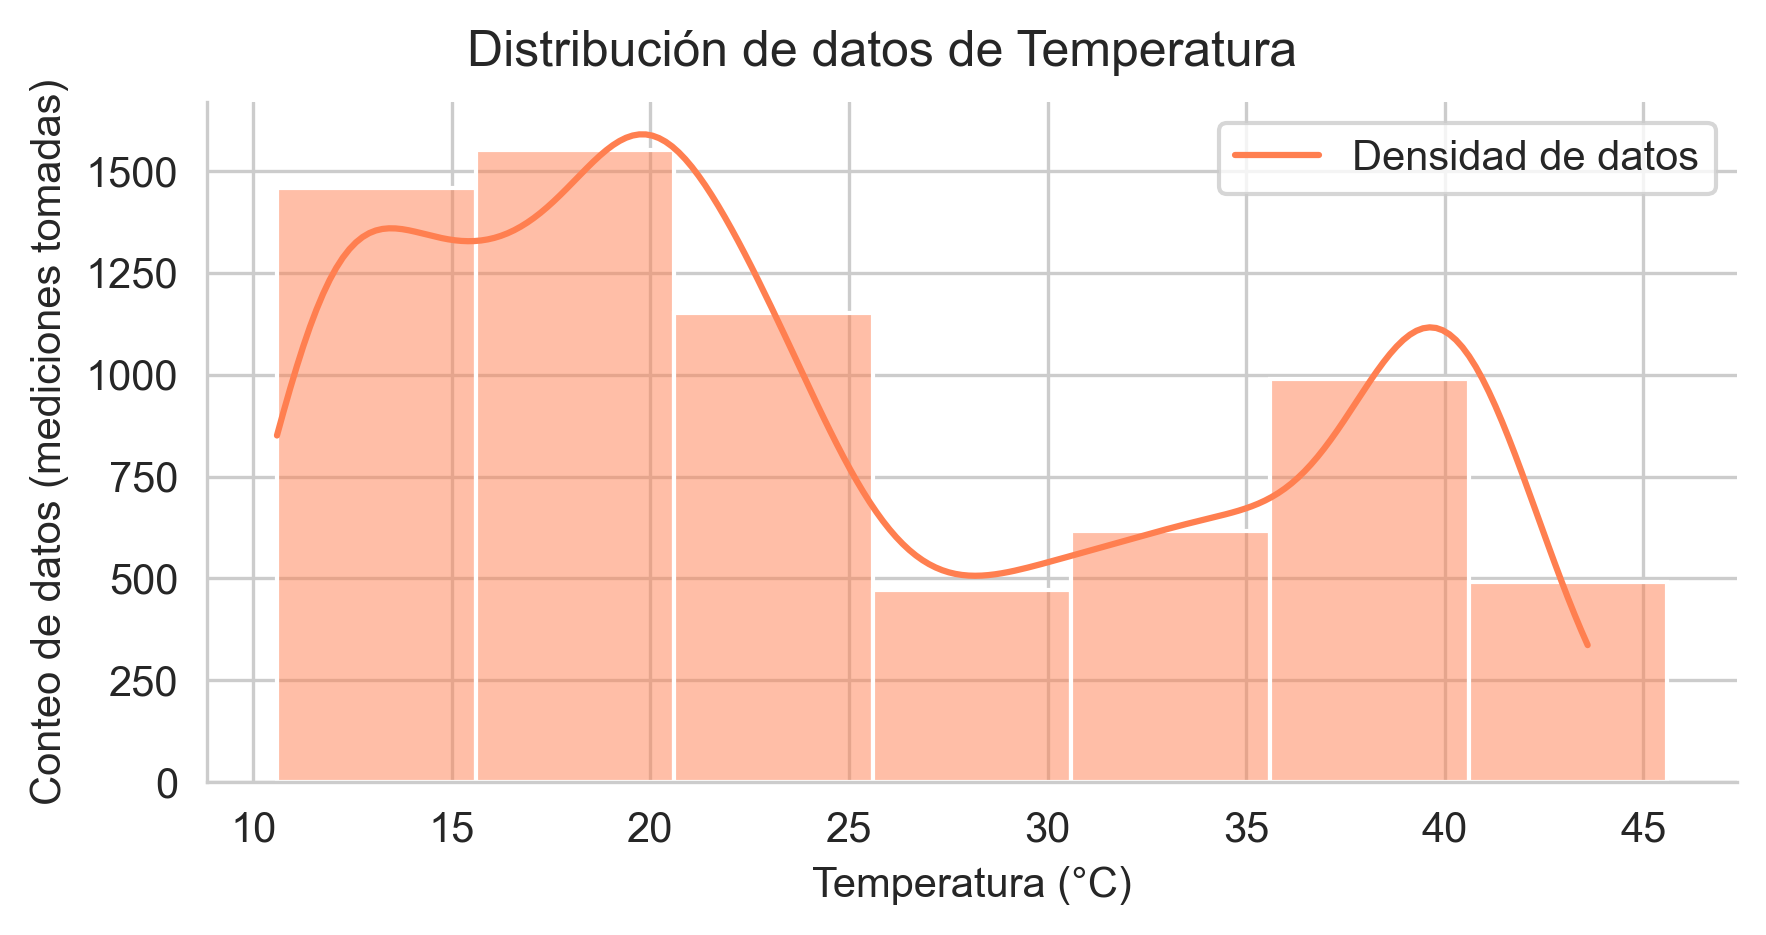 Distribución de datos de Temperatura
Conteo de datos (mediciones tomadas)
1500
1250
1000
750
500
250
0
Densidad de datos
10 15 20 25 30 35 40 45
Temperatura (°C)